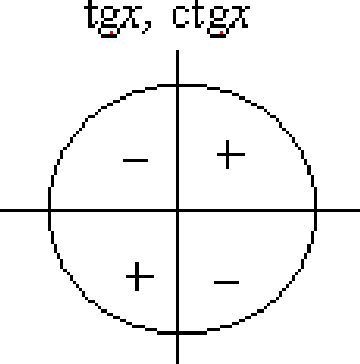 tgx, ctgx
− +
+ −